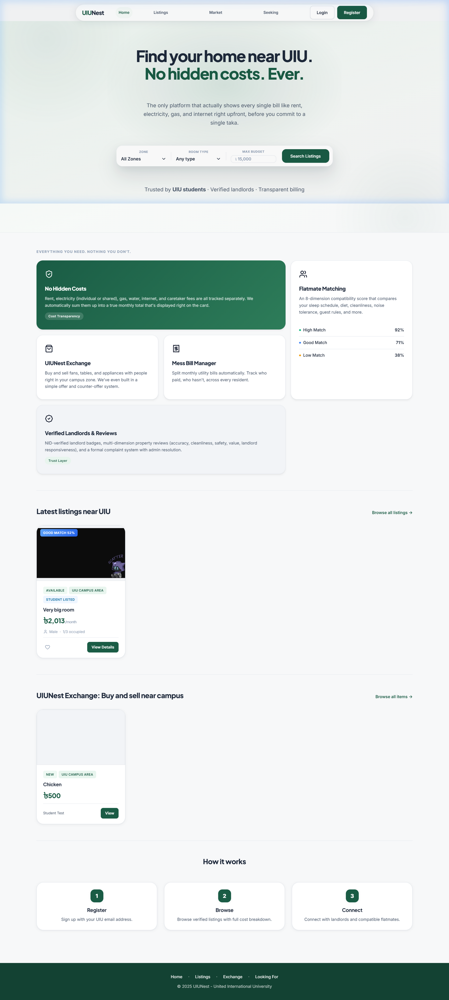 UIUNest
Home
Listings
Market
Seeking
Login
Register
Find your home near UIU.
No hidden costs. Ever.
The only platform that actually shows every single bill like rent,
electricity, gas, and internet right upfront, before you commit to a
single taka.
ZONE
All Zones
ROOM TYPE
Any type
MAX BUDGET
৳ 15,000
Search Listings
Trusted by UIU students · Verified landlords · Transparent billing
EVERYTHING YOU NEED. NOTHING YOU DON'T.
No Hidden Costs
Rent, electricity (individual or shared), gas, water, internet, and caretaker fees are all tracked separately. We
automatically sum them up into a true monthly total that's displayed right on the card.
Cost Transparency
Flatmate Matching
An 8-dimension compatibility score that compares
your sleep schedule, diet, cleanliness, noise
tolerance, guest rules, and more.
High Match 92%
Good Match 71%
Low Match 38%
UIUNest Exchange
Buy and sell fans, tables, and appliances with people
right in your campus zone. We've even built in a
simple offer and counter-offer system.
Mess Bill Manager
Split monthly utility bills automatically. Track who
paid, who hasn't, across every resident.
Verified Landlords & Reviews
NID-verified landlord badges, multi-dimension property reviews (accuracy, cleanliness, safety, value, landlord
responsiveness), and a formal complaint system with admin resolution.
Trust Layer
Latest listings near UIU
Browse all listings →
GOOD MATCH 52%
SCATTER
AVAILABLE
UIU CAMPUS AREA
STUDENT LISTED
Very big room
৳2,013/month
Male · 1/3 occupied
View Details
UIUNest Exchange: Buy and sell near campus
Browse all items →
NEW
UIU CAMPUS AREA
Chicken
৳500
Student Test
View
How it works
1
Register
Sign up with your UIU email address.
2
Browse
Browse verified listings with full cost breakdown.
3
Connect
Connect with landlords and compatible flatmates.
Home · Listings · Exchange · Looking For
© 2025 UIUNest - United International University